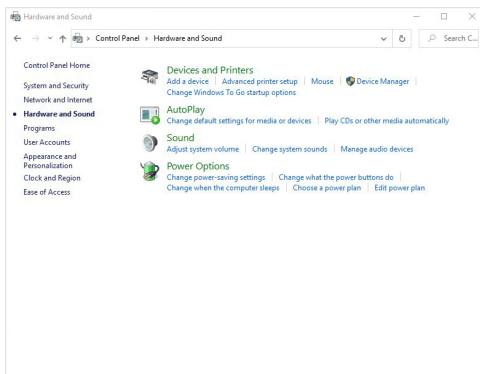 Hardware and Sound
Control Panel > Hardware and Sound
Search C...
Control Panel Home
System and Security
Network and Internet
Hardware and Sound
Programs
User Accounts
Appearance and
Personalization
Clock and Region
Ease of Access
Devices and Printers
Add a device | Advanced printer setup | Mouse | Device Manager |
Change Windows To Go startup options
AutoPlay
Change default settings for media or devices | Play CDs or other media automatically
Sound
Adjust system volume | Change system sounds | Manage audio devices
Power Options
Change power-saving settings | Change what the power buttons do |
Change when the computer sleeps | Choose a power plan | Edit power plan